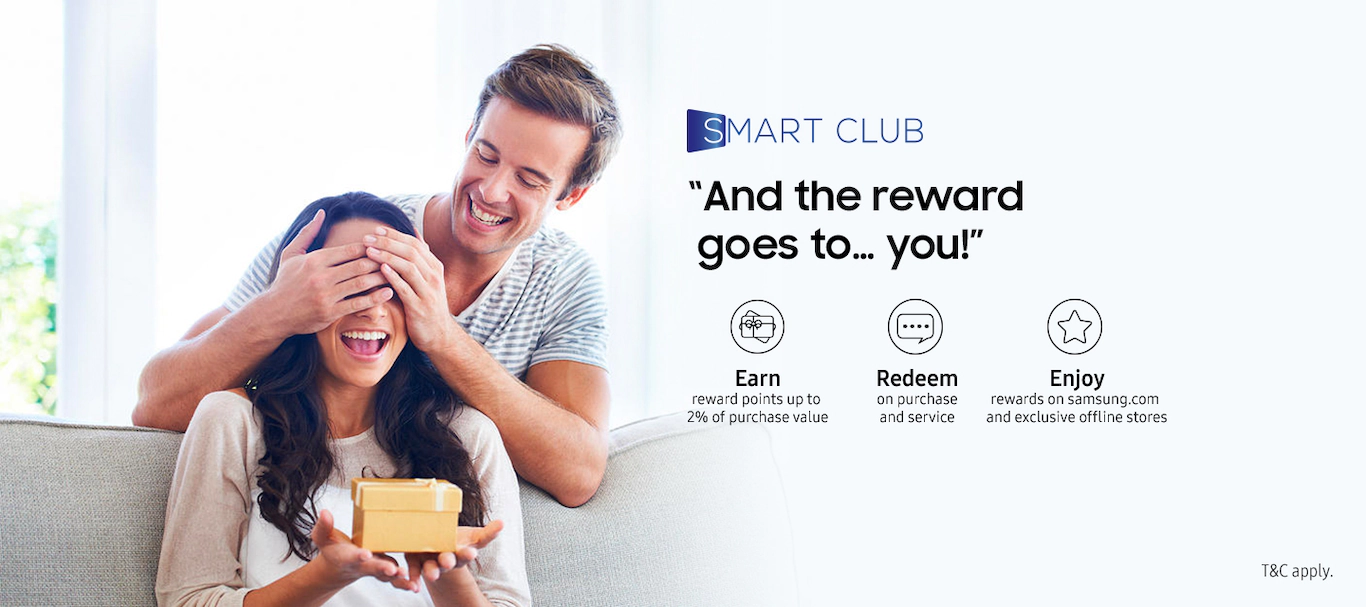 SMART CLUB
“And the reward
goes to... you!”
Earn
reward points up to
2% of purchase value
Redeem
on purchase
and service
Enjoy
rewards on samsung.com
and exclusive offline stores
T&C apply.